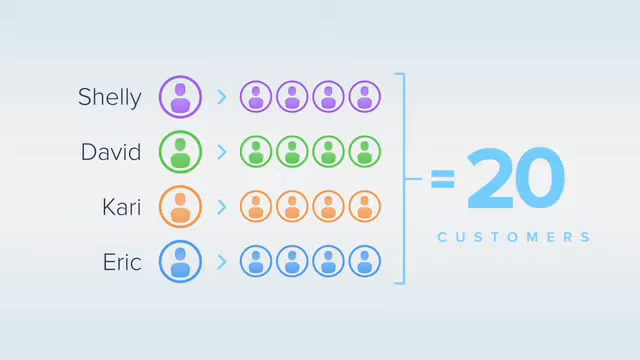 Shelly
David
Kari
Eric
= 20
CUSTOMERS